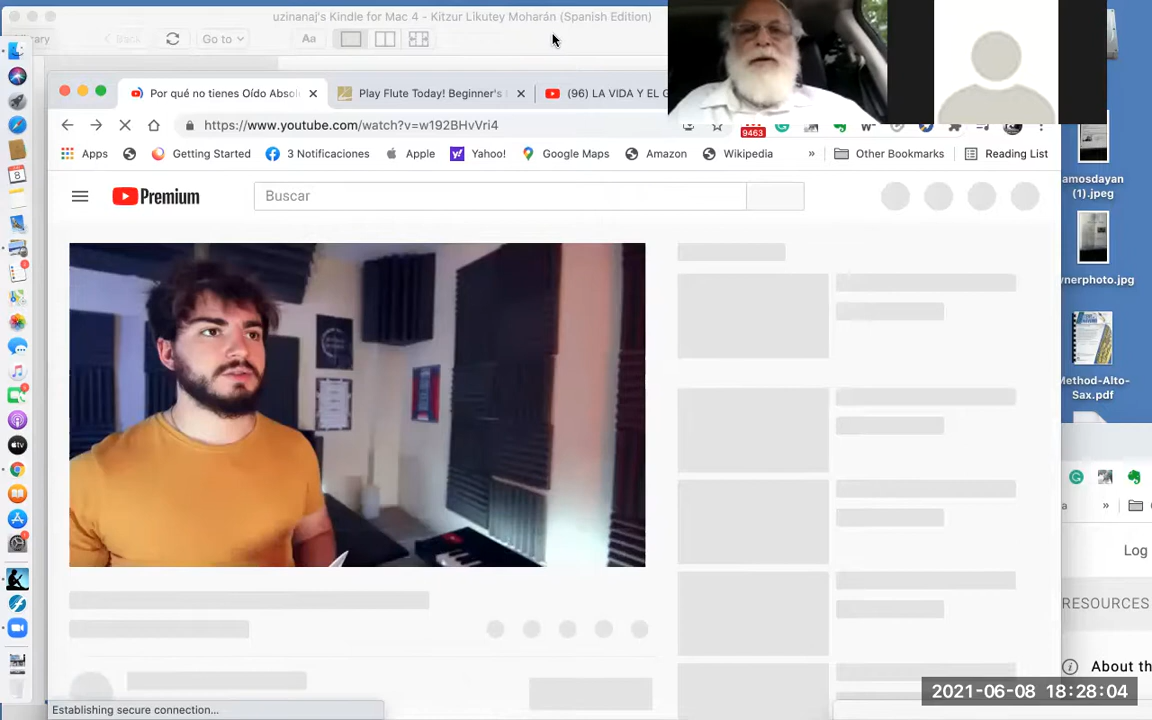 uzinanaj's Kindle for Mac 4 - Kitzur Likutey Moharán (Spanish Edition)
Back
Go to
Aa
Por qué no tienes Oído Absol
Play Flute Today! Beginner's
(96) LA VIDA Y EL G
https://www.youtube.com/watch?v=w192BHvVri4
9463
Apps
Getting Started
3 Notificaciones
Apple
Yahoo!
Google Maps
Amazon
Wikipedia
»
Other Bookmarks
Reading List
Premium
Buscar
amosdayan
(1).jpeg
nerphoto.jpg
Method-Alto-
Sax.pdf
»
Log
RESOURCES
About th
Establishing secure connection...
2021-06-08 18:28:04